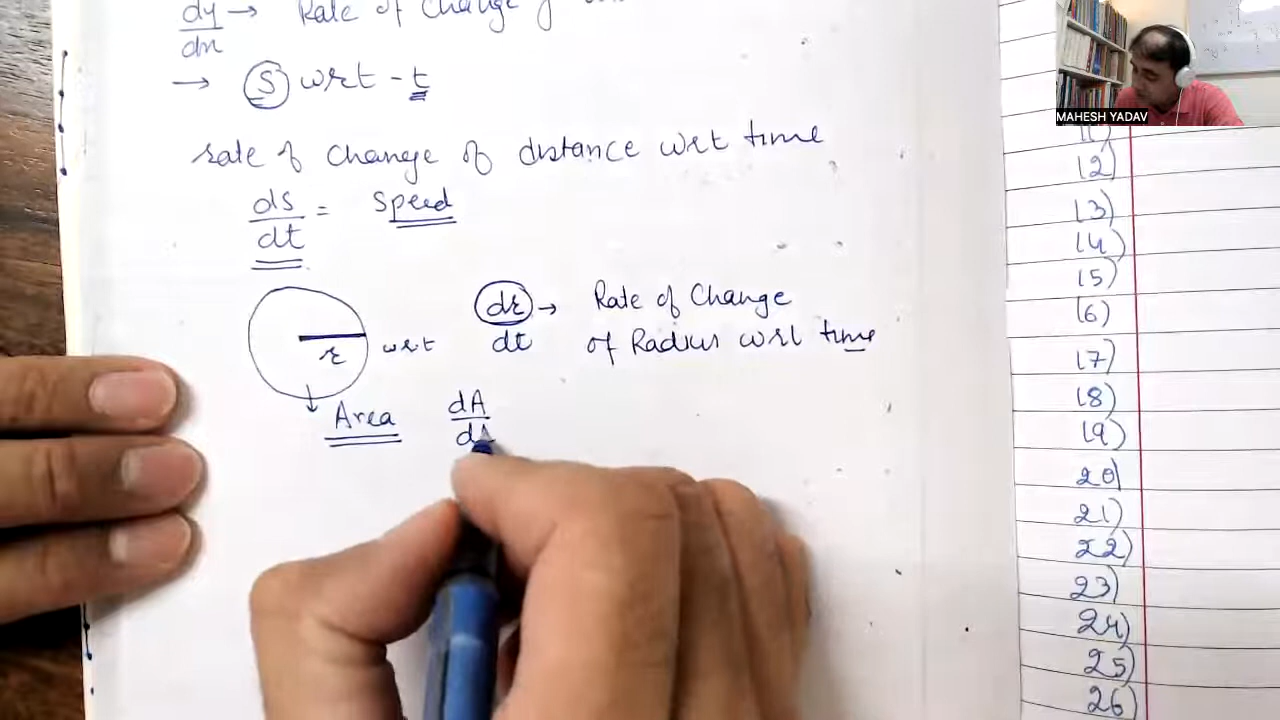 dy → Rate of Change
dx
→ (S) wrt - t
rate of change of distance wrt time
ds = speed
dt
r wrt
dr → Rate of Change
dt of Radius wrt time
Area dA
MAHESH YADAV
11)
12)
13)
14)
15)
16)
17)
18)
19)
20)
21)
22)
23)
24)
25)
26)